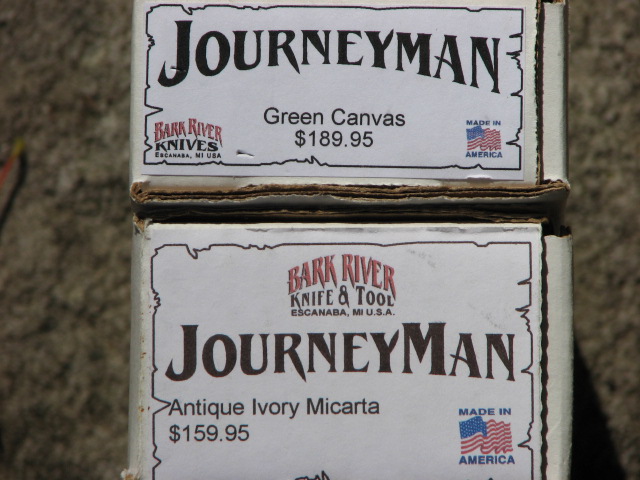 JOURNEYMAN
Green Canvas
$189.95
BARK RIVER
KNIVES
ESCANABA, MI USA
MADE IN
AMERICA
BARK RIVER
KNIFE & TOOL
ESCANABA, MI U.S.A.
JOURNEYMAN
Antique Ivory Micarta
$159.95
MADE IN
AMERICA